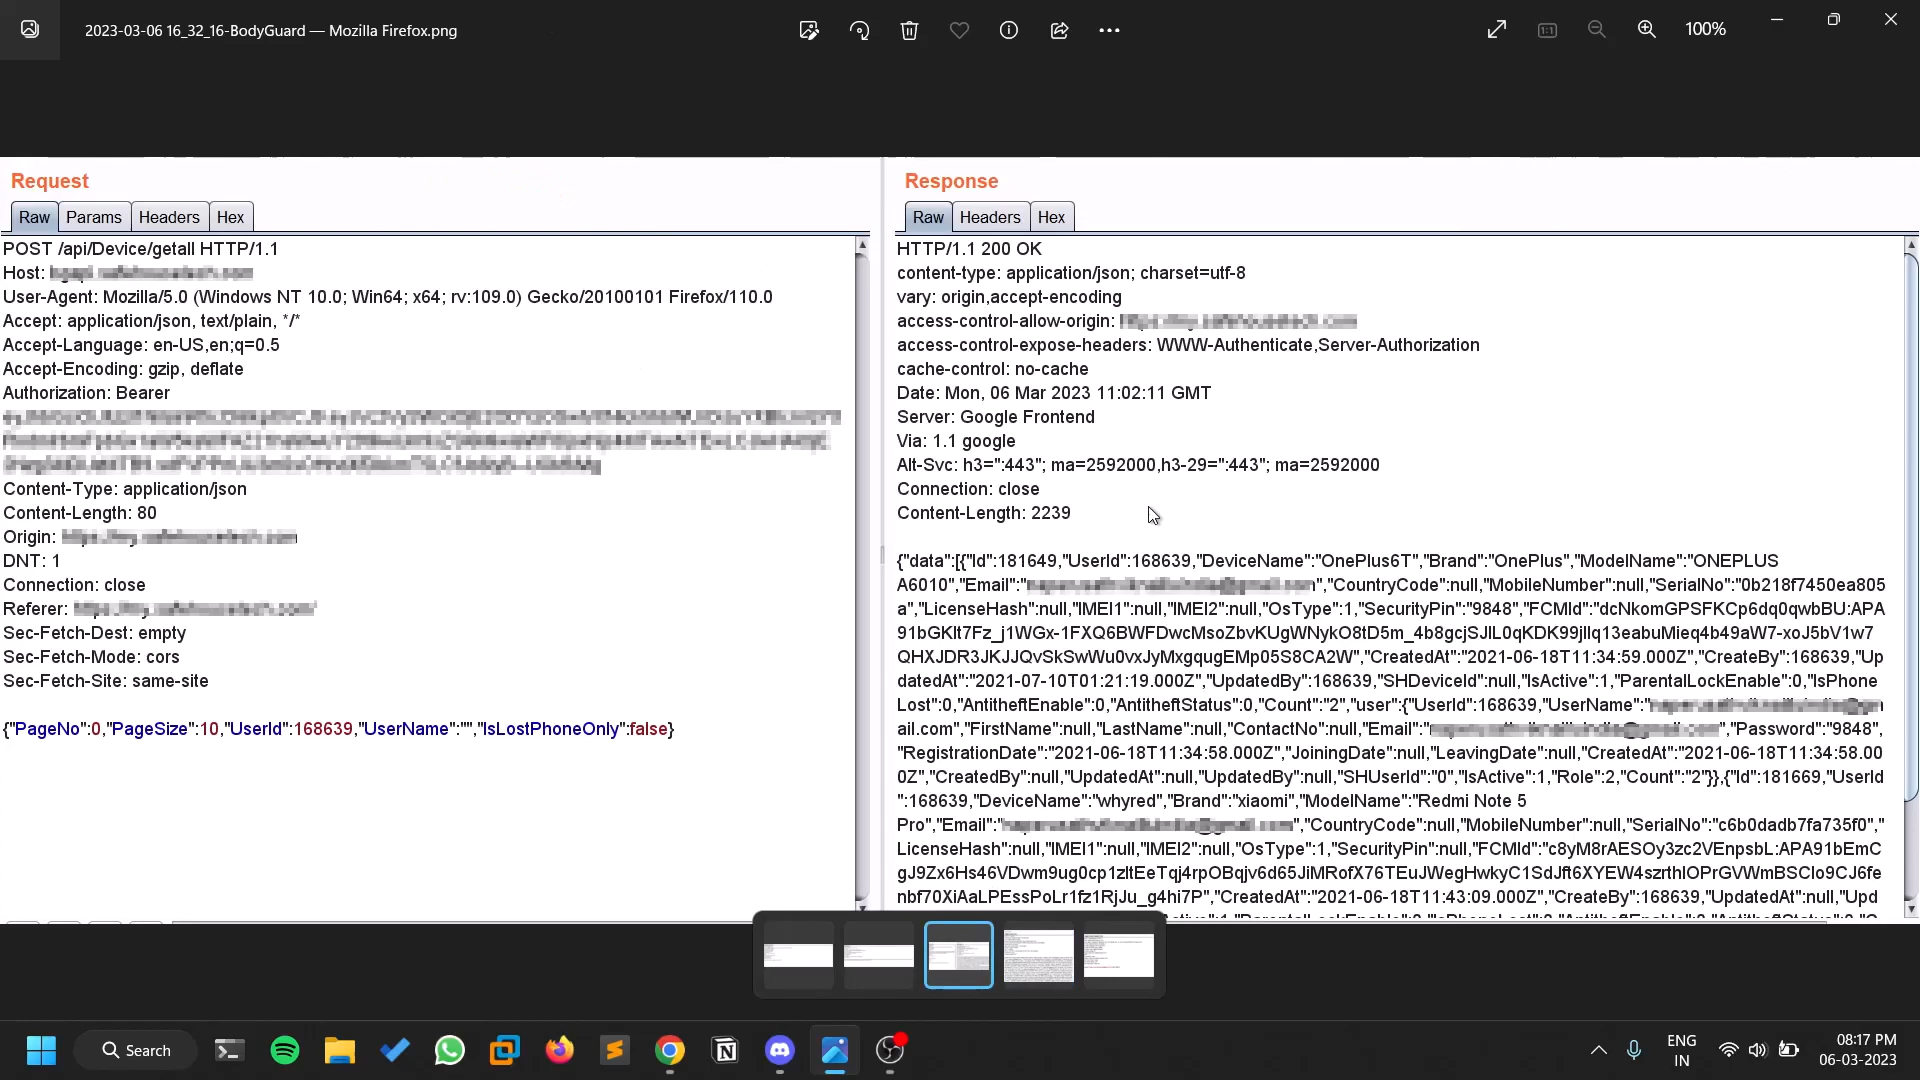 2023-03-06 16_32_16-BodyGuard — Mozilla Firefox.png
100%
Request
Raw Params Headers Hex
POST /api/Device/getall HTTP/1.1
Host:
User-Agent: Mozilla/5.0 (Windows NT 10.0; Win64; x64; rv:109.0) Gecko/20100101 Firefox/110.0
Accept: application/json, text/plain, */*
Accept-Language: en-US,en;q=0.5
Accept-Encoding: gzip, deflate
Authorization: Bearer
Content-Type: application/json
Content-Length: 80
Origin:
DNT: 1
Connection: close
Referer:
Sec-Fetch-Dest: empty
Sec-Fetch-Mode: cors
Sec-Fetch-Site: same-site
{"PageNo":0,"PageSize":10,"UserId":168639,"UserName":"","IsLostPhoneOnly":false}
Response
Raw Headers Hex
HTTP/1.1 200 OK
content-type: application/json; charset=utf-8
vary: origin,accept-encoding
access-control-allow-origin:
access-control-expose-headers: WWW-Authenticate,Server-Authorization
cache-control: no-cache
Date: Mon, 06 Mar 2023 11:02:11 GMT
Server: Google Frontend
Via: 1.1 google
Alt-Svc: h3=":443"; ma=2592000,h3-29=":443"; ma=2592000
Connection: close
Content-Length: 2239
{"data":[{"Id":181649,"UserId":168639,"DeviceName":"OnePlus6T","Brand":"OnePlus","ModelName":"ONEPLUS
A6010","Email":"","CountryCode":null,"MobileNumber":null,"SerialNo":"0b218f7450ea805
a","LicenseHash":null,"IMEI1":null,"IMEI2":null,"OsType":1,"SecurityPin":"9848","FCMId":"dcNkomGPSFKCp6dq0qwbBU:APA
91bGKlt7Fz_j1WGx-1FXQ6BWFDwcMsoZbvKUgWNykO8tD5m_4b8gcjSJIL0qKDK99jllq13eabuMieq4b49aW7-xoJ5bV1w7
QHXJDR3JKJJQvSkSwWu0vxJyMxgqugEMp05S8CA2W","CreatedAt":"2021-06-18T11:34:59.000Z","CreateBy":168639,"Up
datedAt":"2021-07-10T01:21:19.000Z","UpdatedBy":168639,"SHDeviceId":null,"IsActive":1,"ParentalLockEnable":0,"IsPhone
Lost":0,"AntitheftEnable":0,"AntitheftStatus":0,"Count":"2","user":{"UserId":168639,"UserName":"
ail.com","FirstName":null,"LastName":null,"ContactNo":null,"Email":"","Password":"9848",
"RegistrationDate":"2021-06-18T11:34:58.000Z","JoiningDate":null,"LeavingDate":null,"CreatedAt":"2021-06-18T11:34:58.00
0Z","CreatedBy":null,"UpdatedAt":null,"UpdatedBy":null,"SHUserId":"0","IsActive":1,"Role":2,"Count":"2"}},{"Id":181669,"UserId
":168639,"DeviceName":"whyred","Brand":"xiaomi","ModelName":"Redmi Note 5
Pro","Email":"","CountryCode":null,"MobileNumber":null,"SerialNo":"c6b0dadb7fa735f0","
LicenseHash":null,"IMEI1":null,"IMEI2":null,"OsType":1,"SecurityPin":null,"FCMId":"c8yM8rAESOy3zc2VEnpsbL:APA91bEmC
gJ9Zx6Hs46VDwm9ug0cp1zltEeTqj4rpOBqjv6d65JiMRofX76TEuJWegHwkyC1SdJft6XYEW4szrthlOPrGVWmBSClo9CJ6fe
nbf70XiAaLPEssPoLr1fz1RjJu_g4hi7P","CreatedAt":"2021-06-18T11:43:09.000Z","CreateBy":168639,"UpdatedAt":null,"Upd
Search
ENG
IN
08:17 PM
06-03-2023